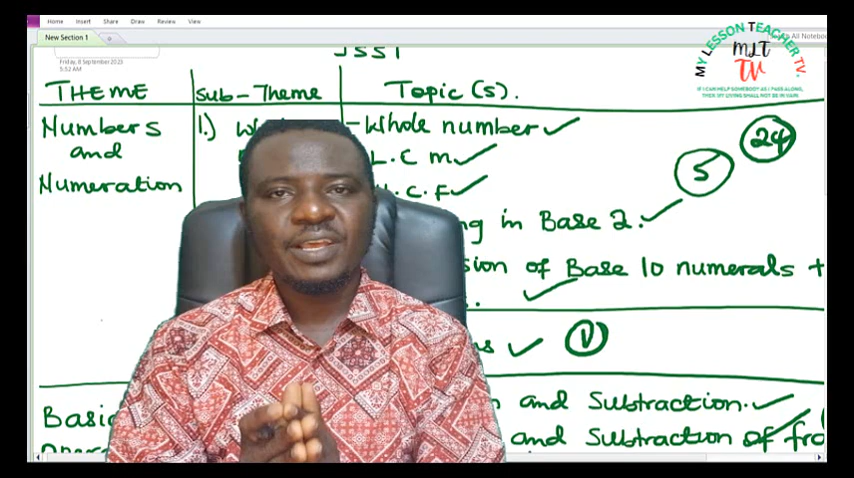 Home Insert Share Draw Review View
New Section 1
All Notebo
Friday, 8 September 2023
5:52 AM
JSS1
MY LESSON TEACHER TV.
MLT
TV
IF I CAN HELP SOMEBODY AS I PASS ALONG,
THEN MY LIVING SHALL NOT BE IN VAIN
THEME Sub-Theme Topic (s).
Numbers 1.) - Whole number
and L.C.M
Numeration C.F
in Base 2.
5
24
of Base 10 numerals +
1
and Subtraction.
and Subtraction of